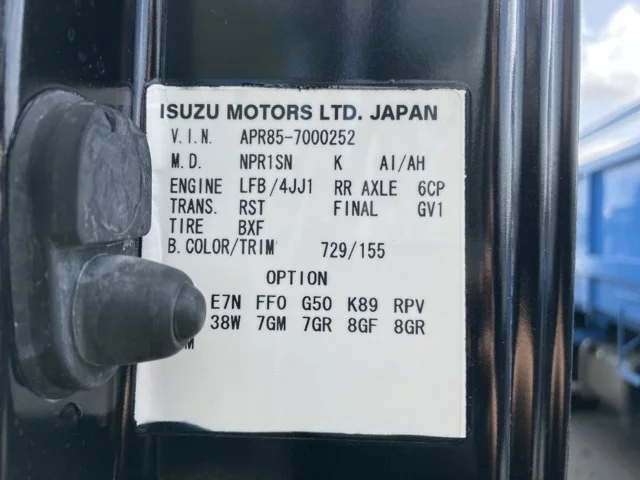 ISUZU MOTORS LTD. JAPAN
V.I.N. APR85-7000252
M.D. NPR1SN K AI/AH
ENGINE LFB/4JJ1 RR AXLE 6CP
TRANS. RST FINAL GV1
TIRE BXF
B.COLOR/TRIM 729/155
OPTION
E7N FF0 G50 K89 RPV
38W 7GM 7GR 8GF 8GR